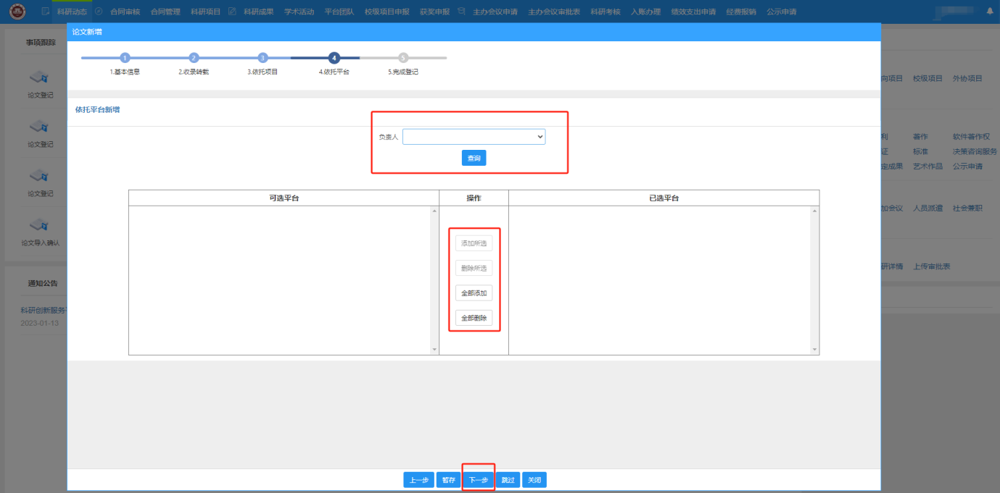 科研动态 合同审核 合同管理 科研项目 科研成果 学术活动 平台团队 校级项目申报 获奖申报 主办会议申请 主办会议审批表 科研考核 入账办理 绩效支出申请 经费报销 公示申请
论文新增
事项跟踪
1 2 3 4 5
1.基本信息 2.收录转载 3.依托项目 4.依托平台 5.完成登记
论文登记
向项目 校级项目 外协项目
依托平台新增
论文登记
负责人
利 著作 软件著作权
证 标准 决策咨询服务
查询
定成果 艺术作品 公示申请
论文登记
可选平台 操作 已选平台
加会议 人员派遣 社会兼职
论文导入确认
添加所选
删除所选
研详情 上传审批表
通知公告
全部添加
科研创新服务
全部删除
2023-01-13
上一步 暂存 下一步 跳过 关闭